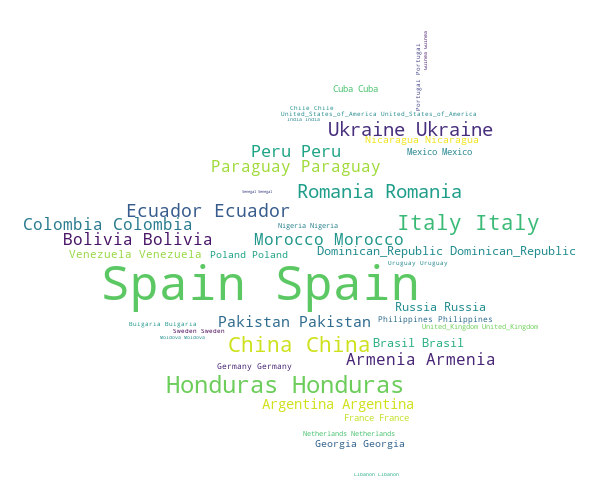 Guinea Guinea
Portugal Portugal
Cuba Cuba
Chile Chile
United_States_of_America United_States_of_America
India India
Ukraine Ukraine
Nicaragua Nicaragua
Peru Peru
Mexico Mexico
Paraguay Paraguay
Senegal Senegal
Romania Romania
Ecuador Ecuador
Colombia Colombia
Nigeria Nigeria
Italy Italy
Bolivia Bolivia
Morocco Morocco
Venezuela Venezuela
Poland Poland
Dominican_Republic Dominican_Republic
Uruguay Uruguay
Spain Spain
Russia Russia
Bulgaria Bulgaria
Pakistan Pakistan
Philippines Philippines
Sweden Sweden
United_Kingdom United_Kingdom
Moldova Moldova
China China
Brasil Brasil
Armenia Armenia
Germany Germany
Honduras Honduras
Argentina Argentina
France France
Netherlands Netherlands
Georgia Georgia
Lebanon Lebanon